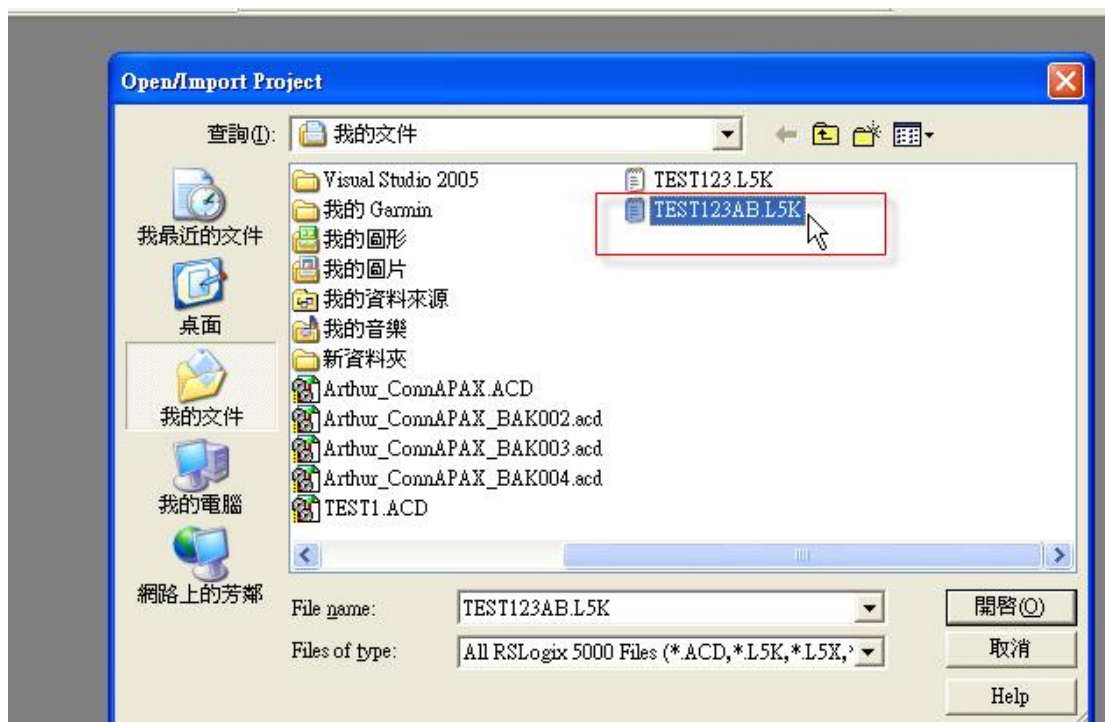 Open/Import Project
查詢(I):
我的文件
Visual Studio 2005
我的 Garmin
我的圖形
我的圖片
我的資料來源
我的音樂
新資料夾
Arthur_ConnAPAX.ACD
Arthur_ConnAPAX_BAK002.acd
Arthur_ConnAPAX_BAK003.acd
Arthur_ConnAPAX_BAK004.acd
TEST1.ACD
TEST123.L5K
TEST123AB.L5K
我最近的文件
桌面
我的文件
我的電腦
網路上的芳鄰
File name:
TEST123AB.L5K
開啓(O)
Files of type:
All RSLogix 5000 Files (*.ACD,*.L5K,*.L5X,*
取消
Help